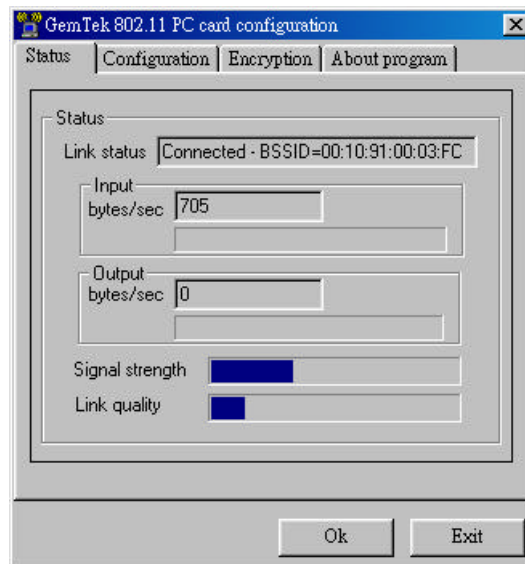 GemTek 802.11 PC card configuration
Status Configuration Encryption About program
Status
Link status Connected - BSSID=00:10:91:00:03:FC
Input
bytes/sec 705
Output
bytes/sec 0
Signal strength
Link quality
Ok Exit